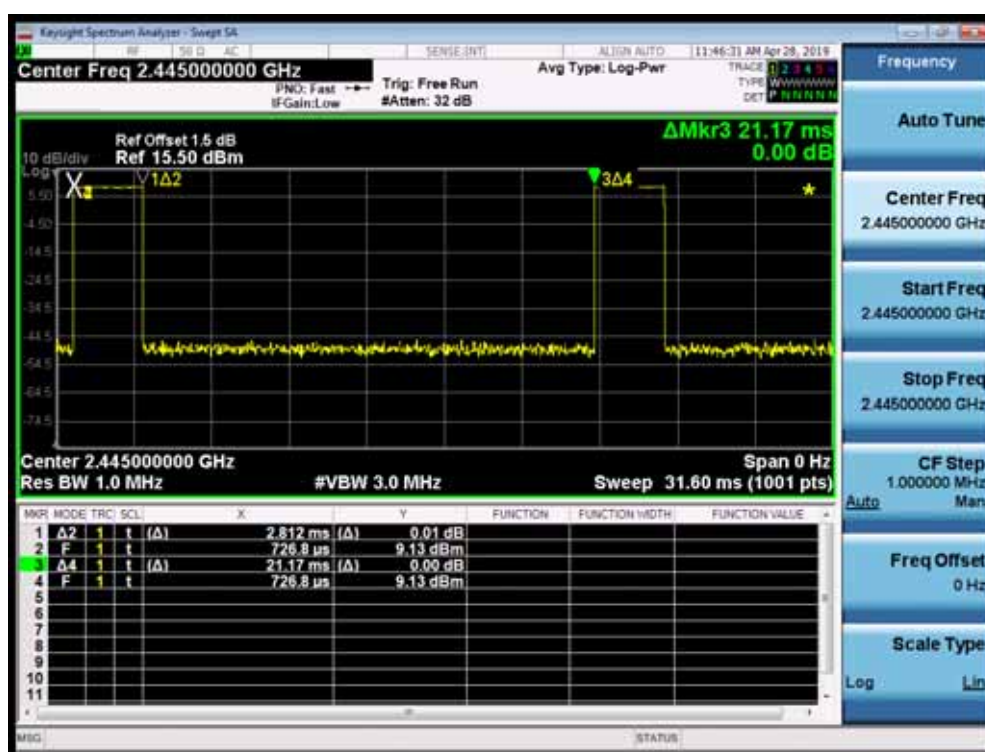 Keysight Spectrum Analyzer - Swept SA
RF 50 Ω AC SENSE:INT ALIGN AUTO 11:46:31 AM Apr 28, 2019
Center Freq 2.445000000 GHz
PNO: Fast
IFGain:Low
Trig: Free Run
#Atten: 32 dB
Avg Type: Log-Pwr
TRACE 1 2 3 4 5 6
TYPE WWWWWW
DET P N N N N N
ΔMkr3 21.17 ms
0.00 dB
Ref Offset 1.5 dB
10 dB/div Ref 15.50 dBm
Log
1Δ2
3Δ4
5.50
-4.50
-14.5
-24.5
-34.5
-44.5
-54.5
-64.5
-74.5
Center 2.445000000 GHz Span 0 Hz
Res BW 1.0 MHz #VBW 3.0 MHz Sweep 31.60 ms (1001 pts)
MKR MODE TRC SCL X Y FUNCTION FUNCTION WIDTH FUNCTION VALUE
1 Δ2 1 t (Δ) 2.812 ms (Δ) 0.01 dB
2 F 1 t 726.8 µs 9.13 dBm
3 Δ4 1 t (Δ) 21.17 ms (Δ) 0.00 dB
4 F 1 t 726.8 µs 9.13 dBm
5
6
7
8
9
10
11
MSG STATUS
Frequency
Auto Tune
Center Freq
2.445000000 GHz
Start Freq
2.445000000 GHz
Stop Freq
2.445000000 GHz
CF Step
1.000000 MHz
Auto Man
Freq Offset
0 Hz
Scale Type
Log Lin